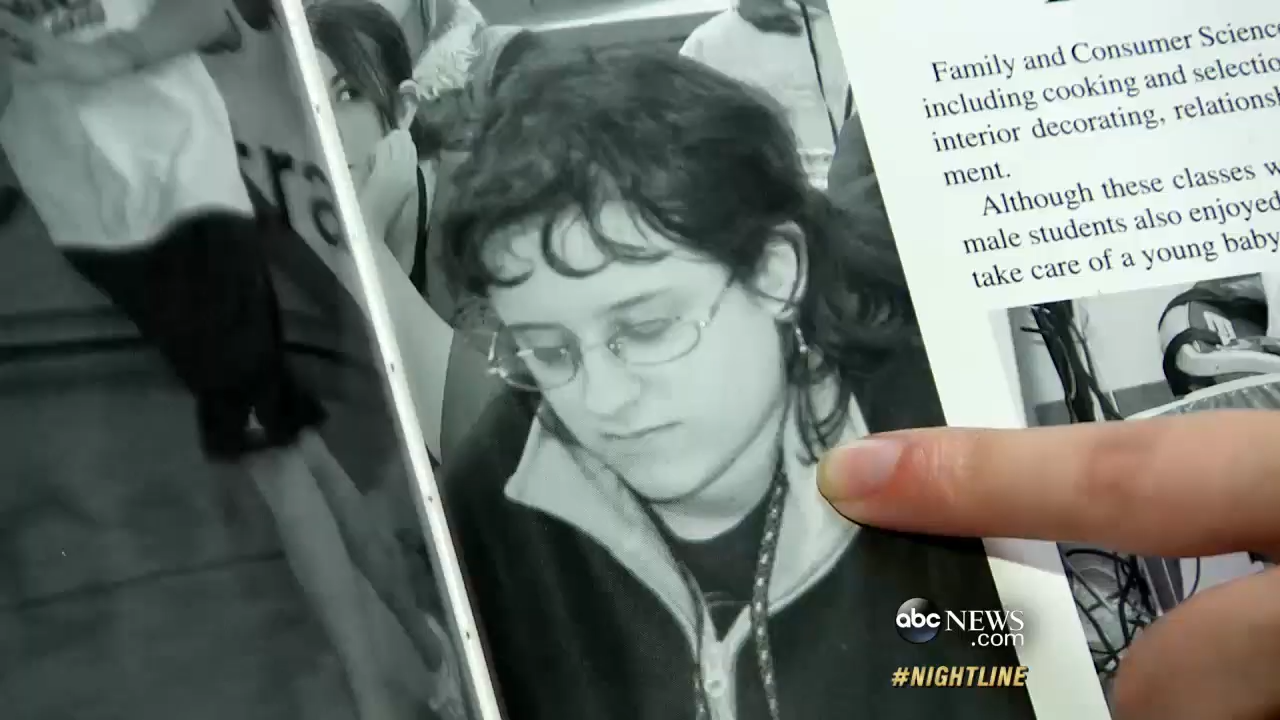 Family and Consumer Science
including cooking and selectio
interior decorating, relations
ment.
Although these classes w
male students also enjoyed
take care of a young baby
abc NEWS
.com
#NIGHTLINE